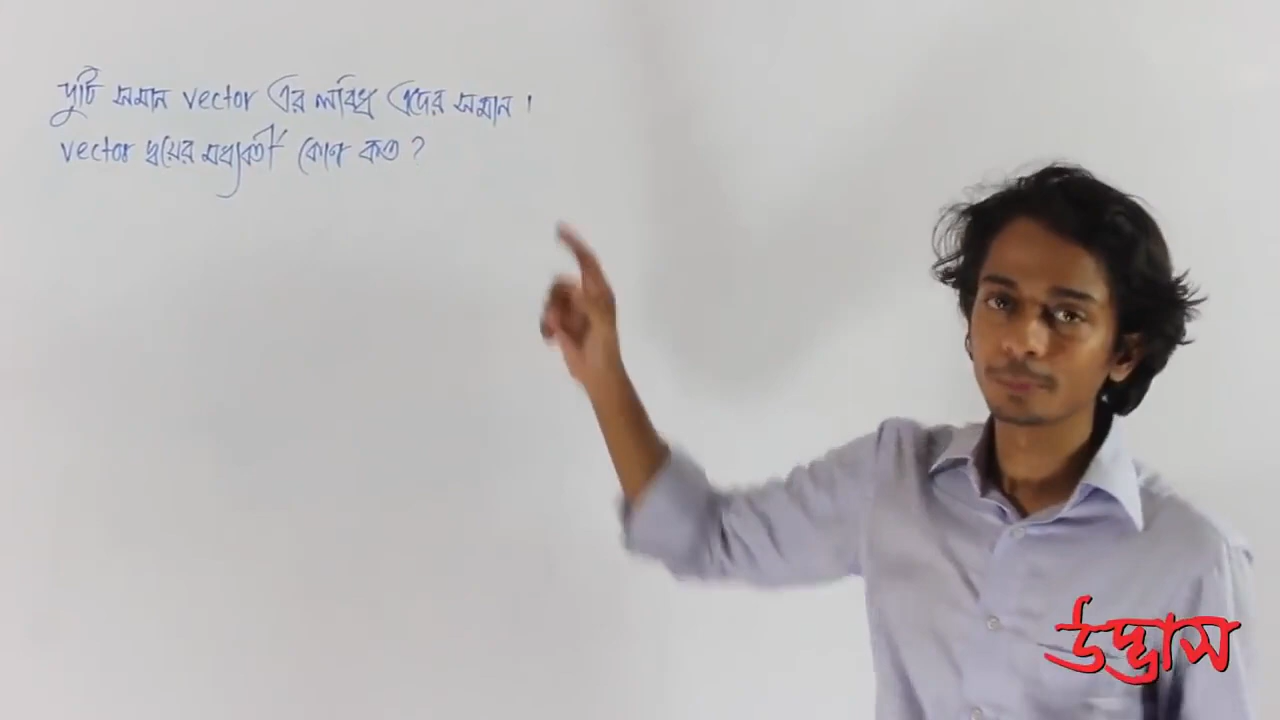 দুটি সমান vector এর লব্ধি এদের সমান।
vector দ্বয়ের মধ্যবর্তী কোণ কত?
উদ্ভাস